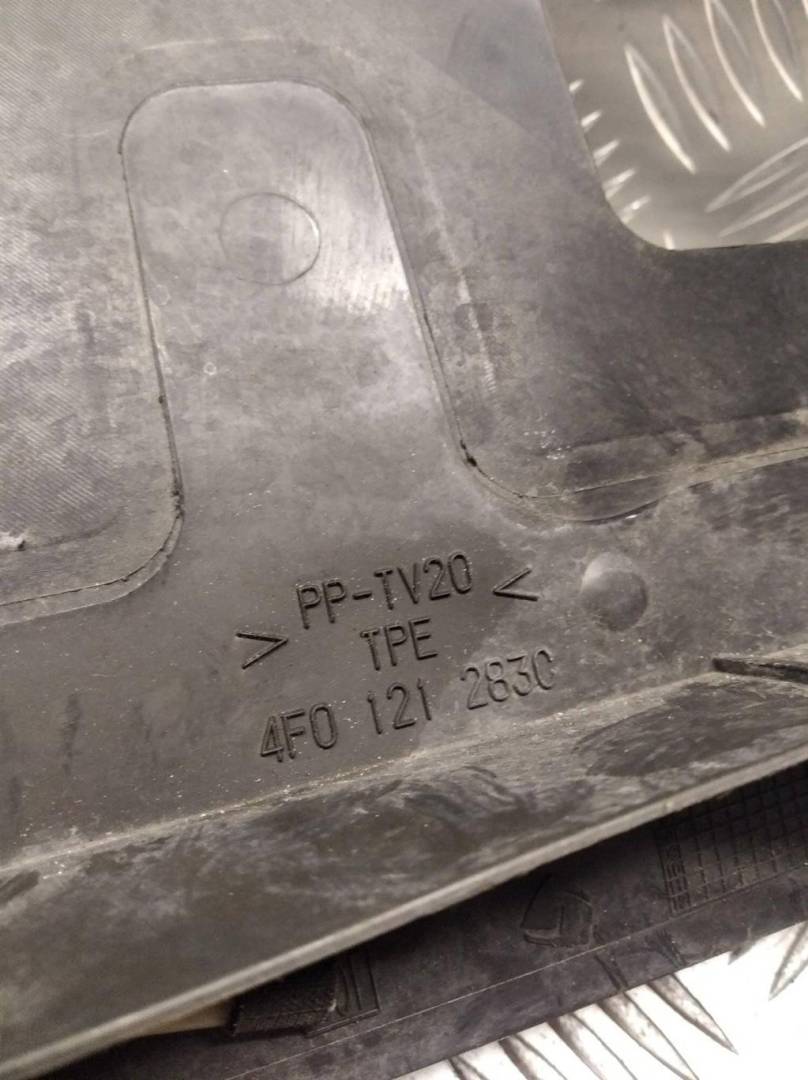 > PP-TV20 <
TPE
4F0 121 283C